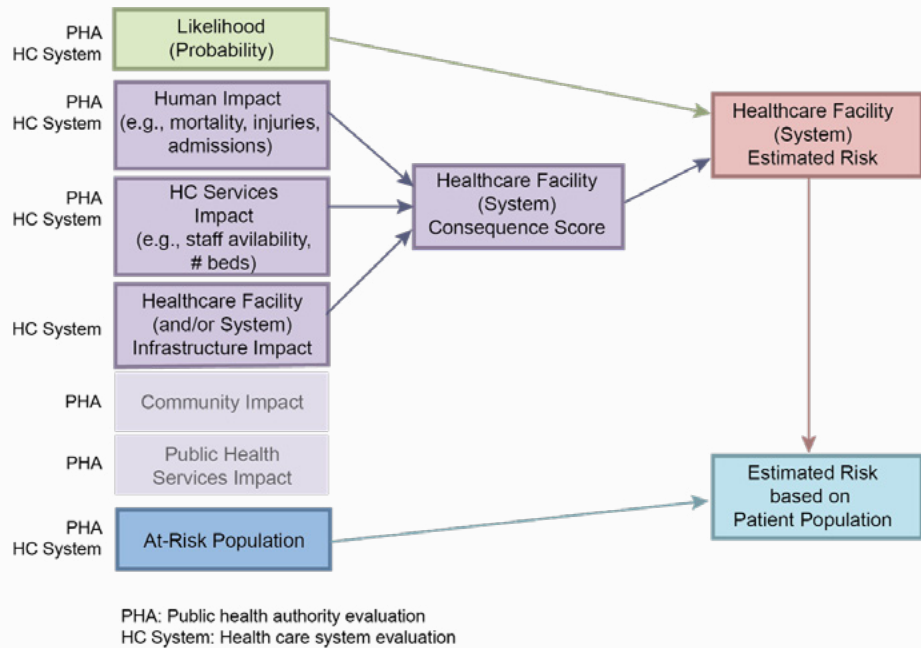 PHA
HC System
Likelihood
(Probability)
PHA
HC System
Human Impact
(e.g., mortality, injuries,
admissions)
Healthcare Facility
(System)
Estimated Risk
PHA
HC System
HC Services
Impact
(e.g., staff avilability,
# beds)
Healthcare Facility
(System)
Consequence Score
HC System
Healthcare Facility
(and/or System)
Infrastructure Impact
PHA
Community Impact
PHA
Public Health
Services Impact
Estimated Risk
based on
Patient Population
PHA
HC System
At-Risk Population
PHA: Public health authority evaluation
HC System: Health care system evaluation